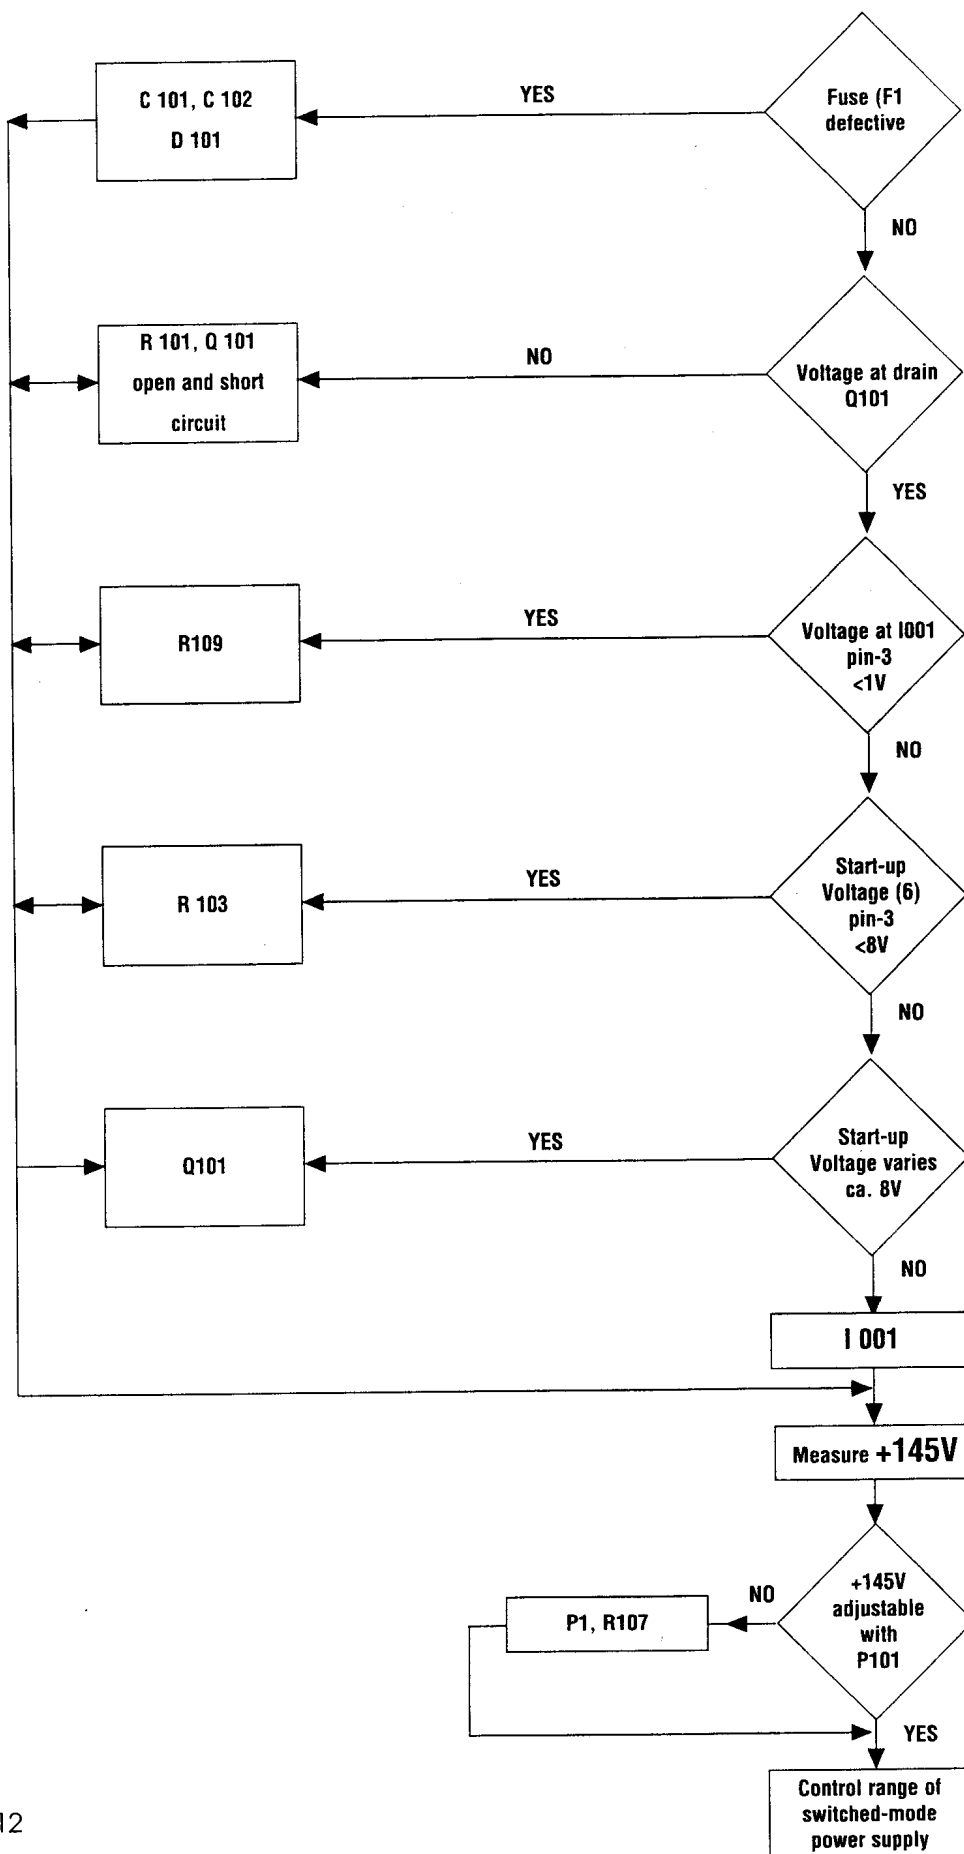 C 101, C 102
D 101
YES
Fuse (F1
defective
NO
R 101, Q 101
open and short
circuit
NO
Voltage at drain
Q101
YES
R109
YES
Voltage at I001
pin-3
<1V
NO
R 103
YES
Start-up
Voltage (6)
pin-3
<8V
NO
Q101
YES
Start-up
Voltage varies
ca. 8V
NO
I 001
Measure +145V
P1, R107
NO
+145V
adjustable
with
P101
YES
Control range of
switched-mode
power supply